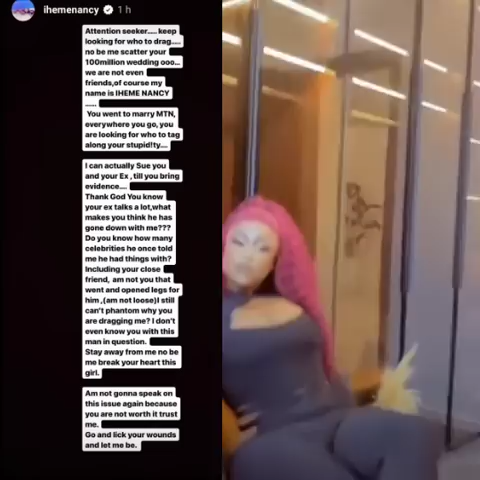 ihemenancy 1 h
Attention seeker..... keep
looking for who to drag.....
no be me scatter your
100million wedding ooo...
we are not even
friends,of course my
name is IHEME NANCY
......
You went to marry MTN,
everywhere you go, you
are looking for who to tag
along your stupid!ty....
I can actually Sue you
and your Ex , till you bring
evidence....
Thank God You know
your ex talks a lot,what
makes you think he has
gone down with me???
Do you know how many
celebrities he once told
me he had things with?
Including your close
friend, am not you that
went and opened legs for
him ,(am not loose)I still
can't phantom why you
are dragging me? I don't
even know you with this
man in question.
Stay away from me no be
me break your heart this
girl.
Am not gonna speak on
this issue again because
you are not worth it trust
me.
Go and lick your wounds
and let me be.